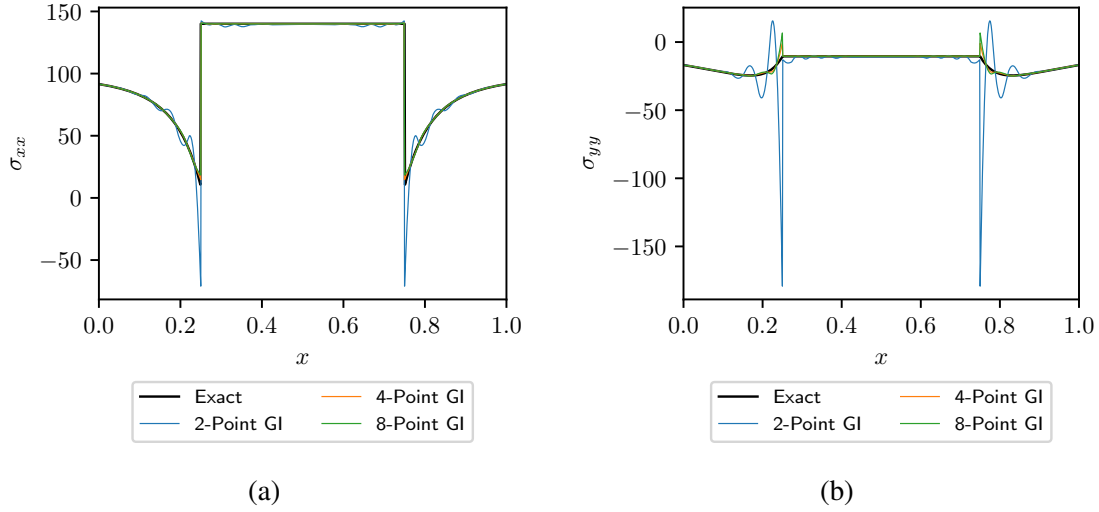 150
100
50
0
−50
σxx
0.0 0.2 0.4 0.6 0.8 1.0
x
Exact 4-Point GI
2-Point GI 8-Point GI
(a)
0
−50
−100
−150
σyy
0.0 0.2 0.4 0.6 0.8 1.0
x
Exact 4-Point GI
2-Point GI 8-Point GI
(b)